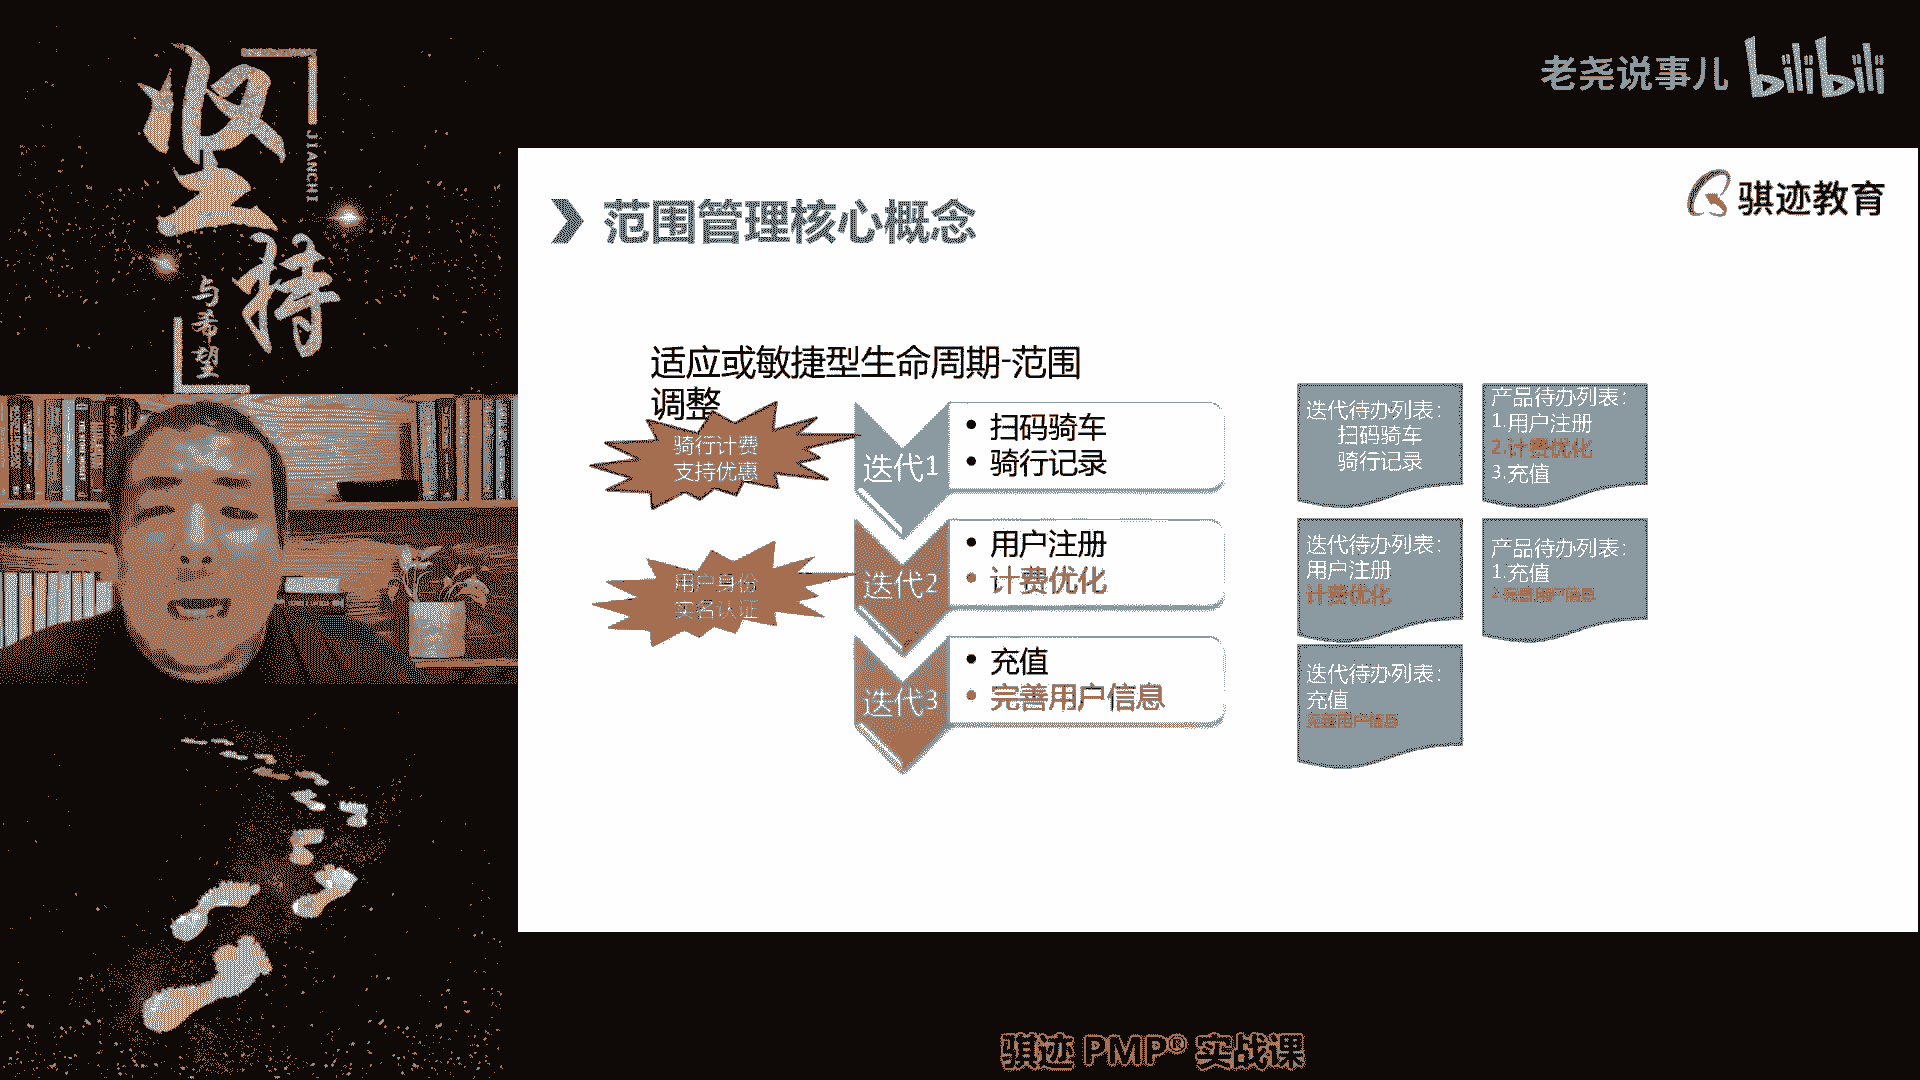 坚持
JIANCHI
与希望
老尧说事儿 bilibili
骐迹教育
范围管理核心概念
适应或敏捷型生命周期-范围
调整
骑行计费
支持优惠
迭代1
• 扫码骑车
• 骑行记录
用户身份
实名认证
迭代2
• 用户注册
• 计费优化
迭代3
• 充值
• 完善用户信息
迭代待办列表：
扫码骑车
骑行记录
产品待办列表：
1.用户注册
2.计费优化
3.充值
迭代待办列表：
用户注册
计费优化
产品待办列表：
1.充值
2.完善用户信息
迭代待办列表：
充值
完善用户信息
骐迹 PMP® 实战课